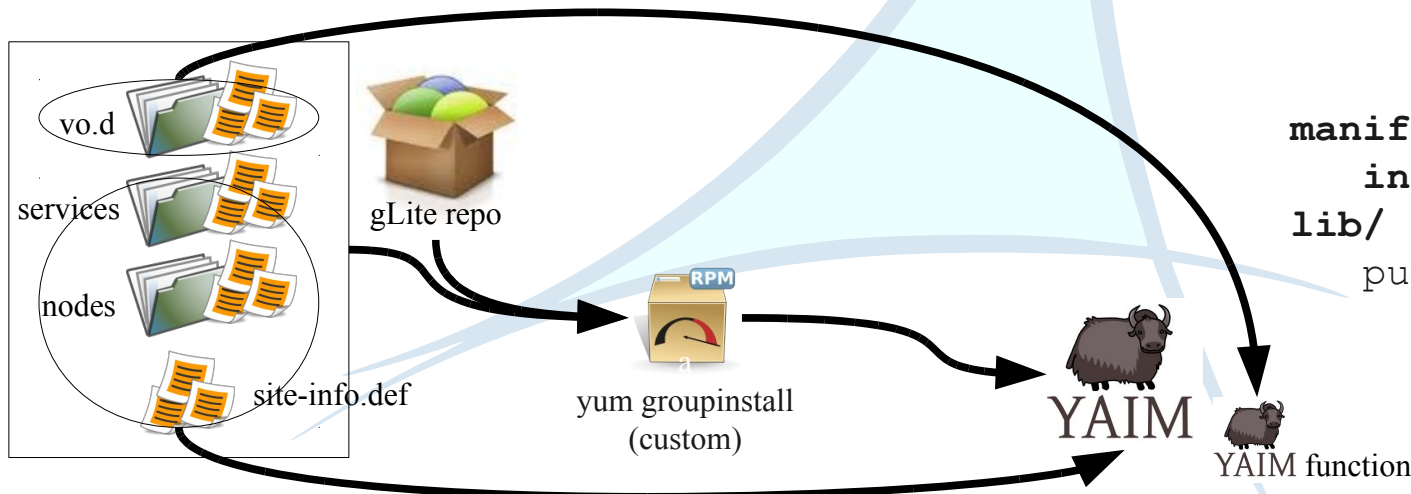 vo.d
services
nodes
site-info.def
gLite repo
RPM
a
yum groupinstall
(custom)
YAIM
YAIM function
manif
in
lib/
pu